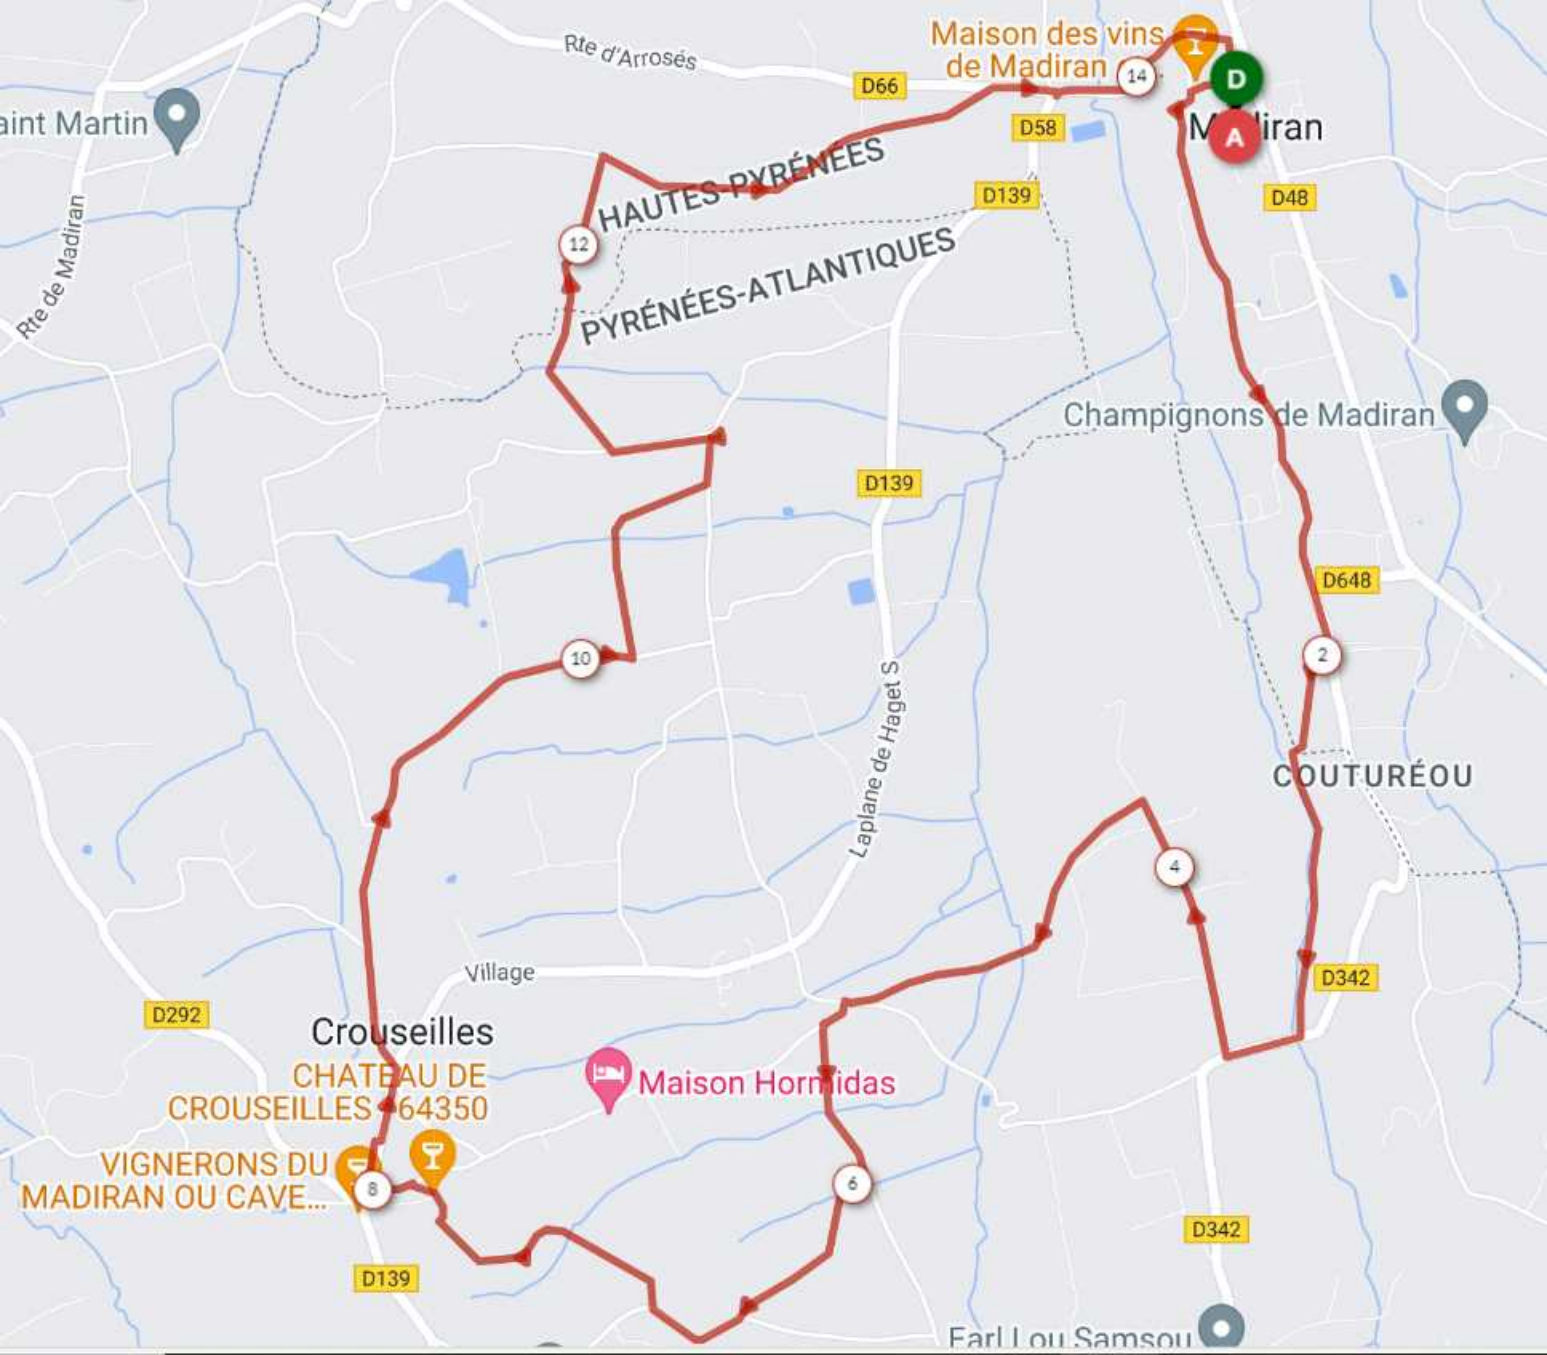 Rte d'Arrosés
Maison des vins
de Madiran
14
D
D66
D58
aint Martin
Madiran
A
HAUTES-PYRÉNÉES
D139
D48
12
PYRÉNÉES-ATLANTIQUES
Rte de Madiran
Champignons de Madiran
D139
D648
10
2
Laplane de Haget S
COUTURÉOU
4
Village
D342
D292
Crouseilles
CHATEAU DE
CROUSEILLES - 64350
Maison Hormidas
VIGNERONS DU
MADIRAN OU CAVE...
8
6
D342
D139
Earl Lou Samsou